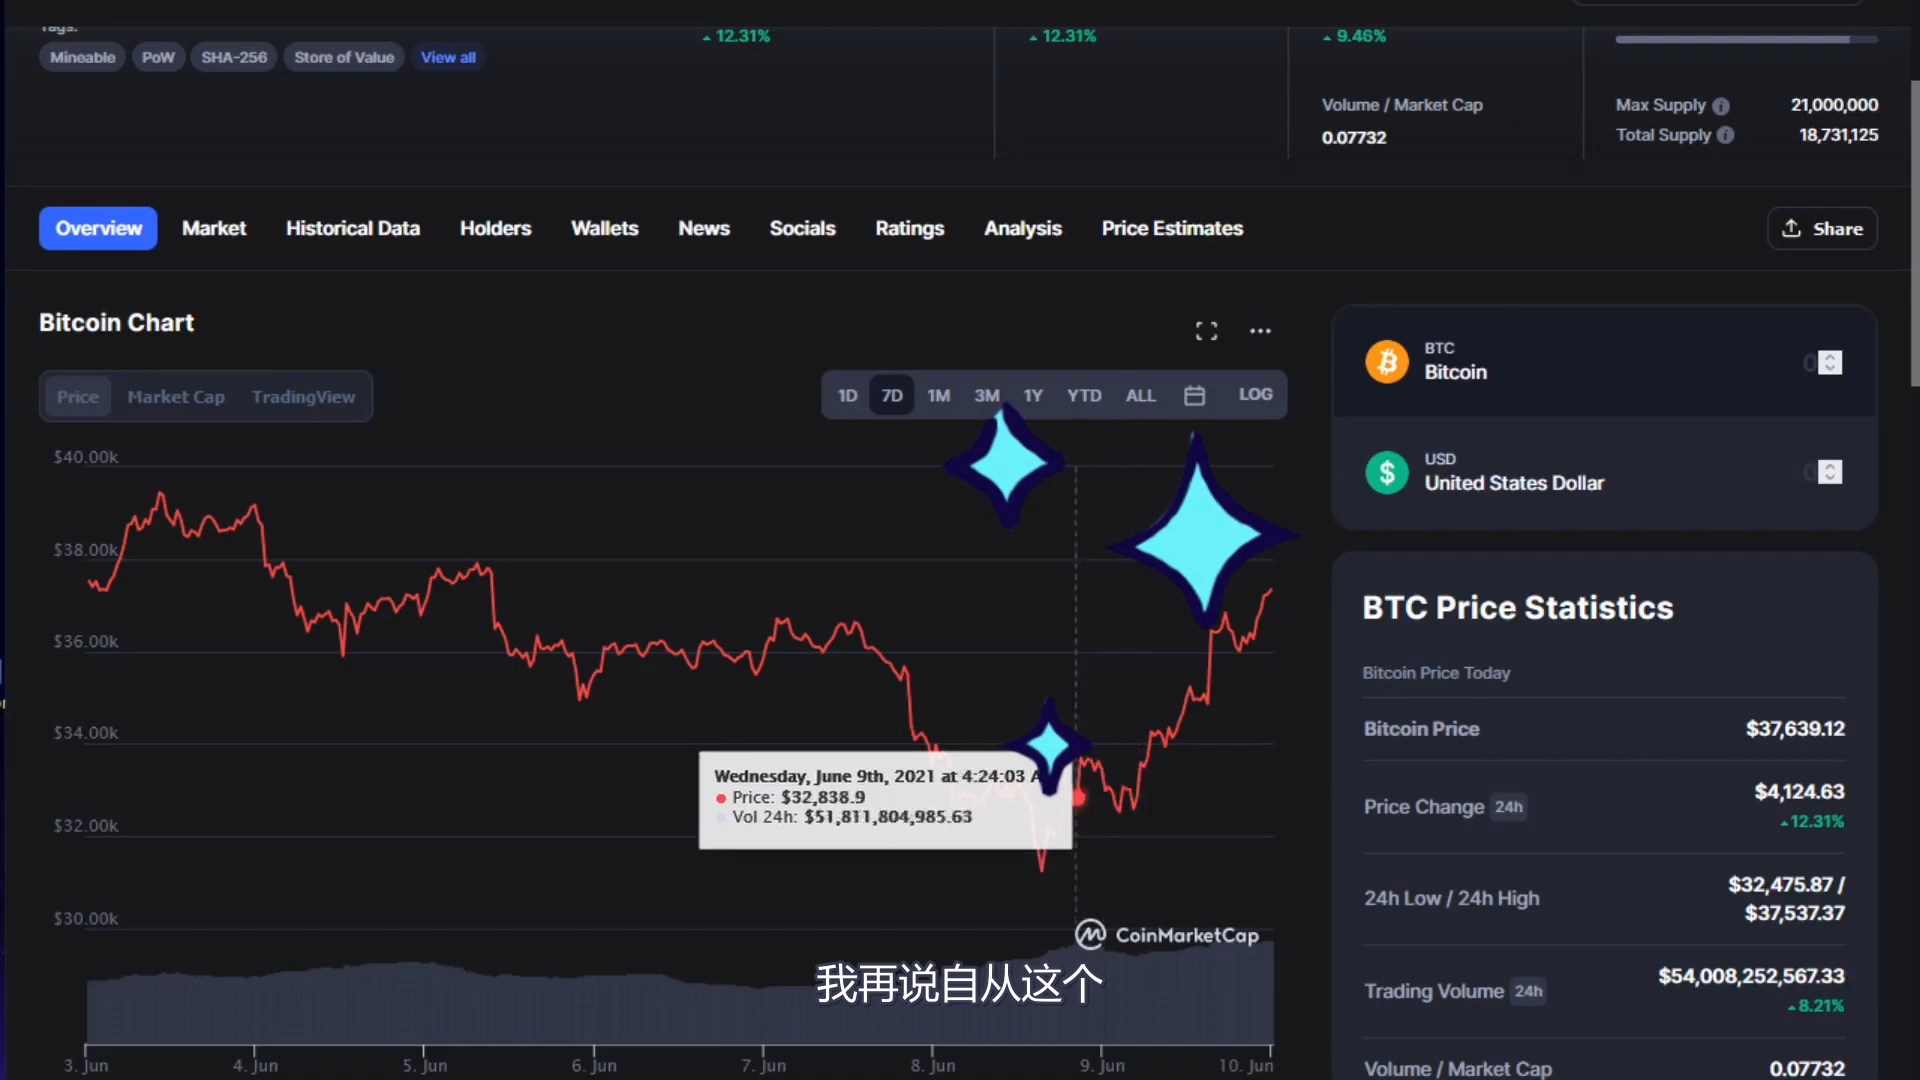 Tags:
12.31%
12.31%
9.46%
Mineable PoW SHA-256 Store of Value View all
Volume / Market Cap
0.07732
Max Supply 21,000,000
Total Supply 18,731,125
Overview Market Historical Data Holders Wallets News Socials Ratings Analysis Price Estimates Share
Bitcoin Chart
Price Market Cap TradingView
1D 7D 1M 3M 1Y YTD ALL LOG
BTC
Bitcoin
USD
United States Dollar
$40.00k
$38.00k
$36.00k
$34.00k
$32.00k
$30.00k
Wednesday, June 9th, 2021 at 4:24:03
Price: $32,838.9
Vol 24h: $51,811,804,985.63
CoinMarketCap
我再说自从这个
3. Jun 4. Jun 5. Jun 6. Jun 7. Jun 8. Jun 9. Jun 10. Jun
BTC Price Statistics
Bitcoin Price Today
Bitcoin Price $37,639.12
Price Change 24h $4,124.63
12.31%
24h Low / 24h High $32,475.87 /
$37,537.37
Trading Volume 24h $54,008,252,567.33
8.21%
Volume / Market Cap 0.07732